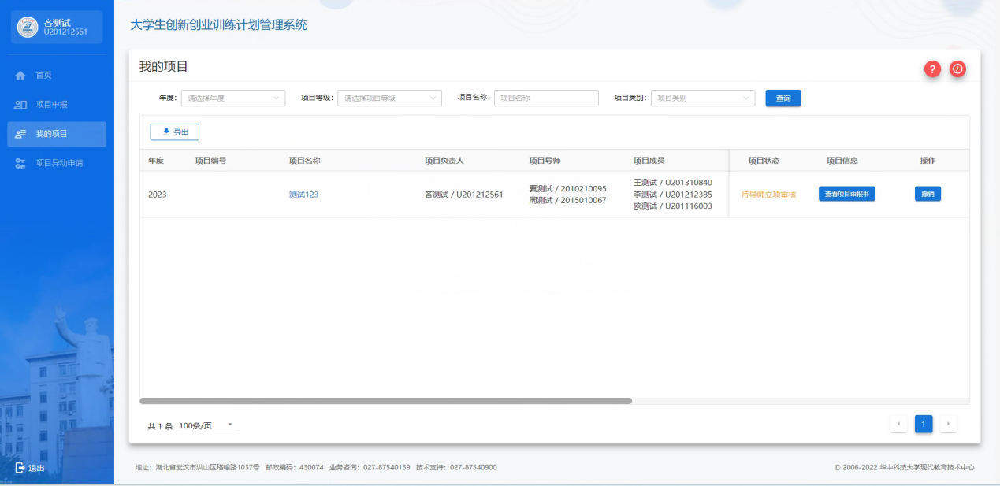 吝测试
U201212561
大学生创新创业训练计划管理系统
首页
项目申报
我的项目
项目异动申请
退出
我的项目
?
年度: 请选择年度 项目等级: 请选择项目等级 项目名称: 项目名称 项目类别: 项目类别 查询
导出
年度 项目编号 项目名称 项目负责人 项目导师 项目成员 项目状态 项目信息 操作
2023 测试123 吝测试 / U201212561
夏测试 / 2010210095
周测试 / 2015010067
王测试 / U201310840
李测试 / U201212385
欧测试 / U201116003
待导师立项审核 查看项目申报书 撤销
共 1 条 100条/页
1
地址: 湖北省武汉市洪山区珞喻路1037号 邮政编码: 430074 业务咨询: 027-87540139 技术支持: 027-87540900
© 2006-2022 华中科技大学现代教育技术中心